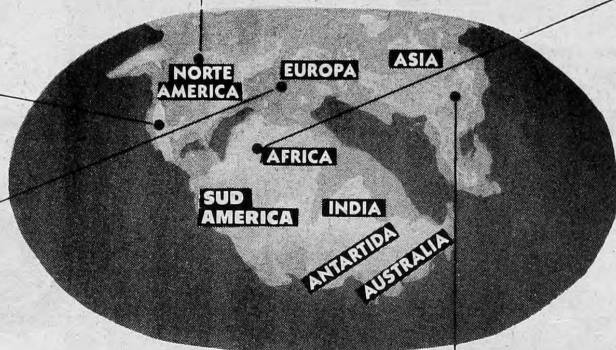 NORTE
AMERICA
EUROPA
ASIA
AFRICA
SUD
AMERICA
INDIA
ANTARTIDA
AUSTRALIA